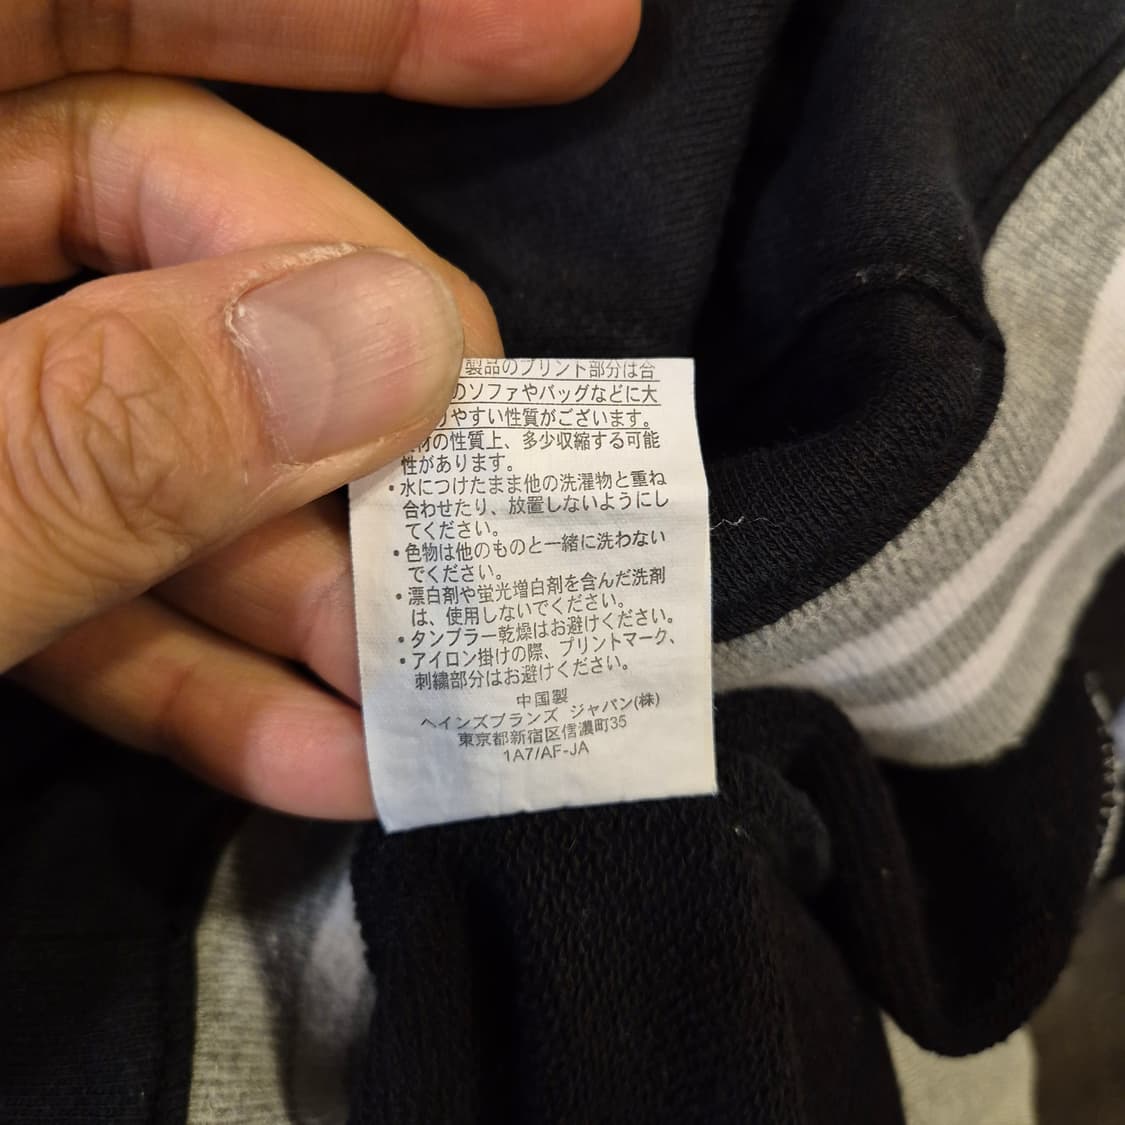 製品のプリント部分は合
のソファやバッグなどに大
りやすい性質がございます。
材の性質上、多少収縮する可能
性があります。
・水につけたまま他の洗濯物と重ね
合わせたり、放置しないようにし
てください。
・色物は他のものと一緒に洗わない
でください。
・漂白剤や蛍光増白剤を含んだ洗剤
は、使用しないでください。
・タンブラー乾燥はお避けください。
・アイロン掛けの際、プリントマーク、
刺繍部分はお避けください。
中国製
ヘインズブランズ ジャパン(株)
東京都新宿区信濃町35
1A7/AF-JA